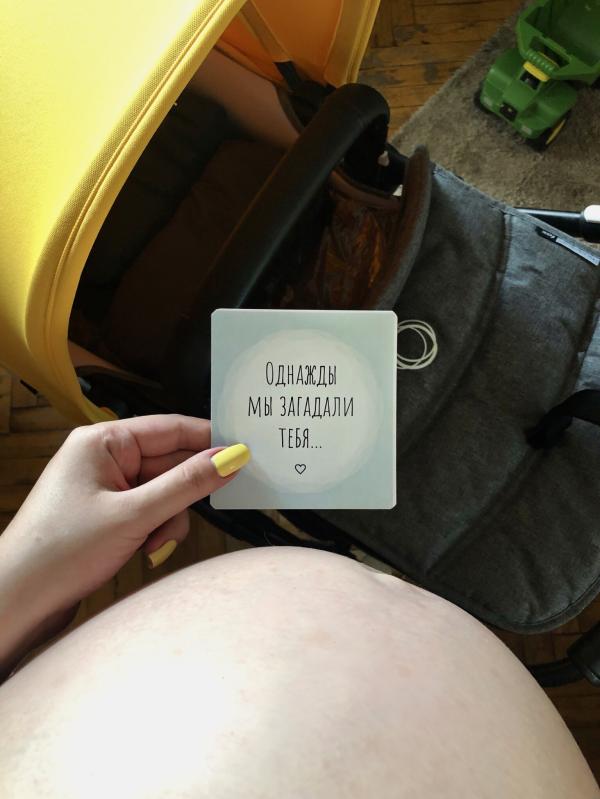 Однажды
мы загадали
тебя...